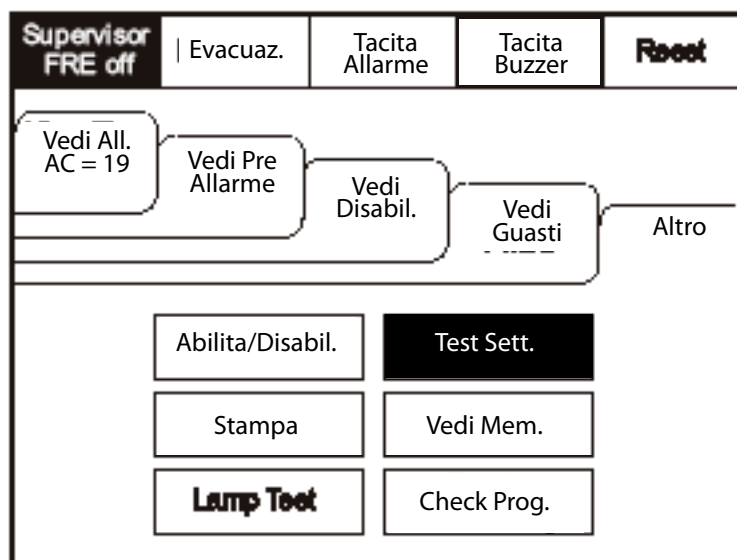 Supervisor
FRE off
Evacuaz.
Tacita
Allarme
Tacita
Buzzer
Reset
Vedi All.
AC = 19
Vedi Pre
Allarme
Vedi
Disabil.
Vedi
Guasti
Altro
Abilita/Disabil.
Test Sett.
Stampa
Vedi Mem.
Lamp Test
Check Prog.